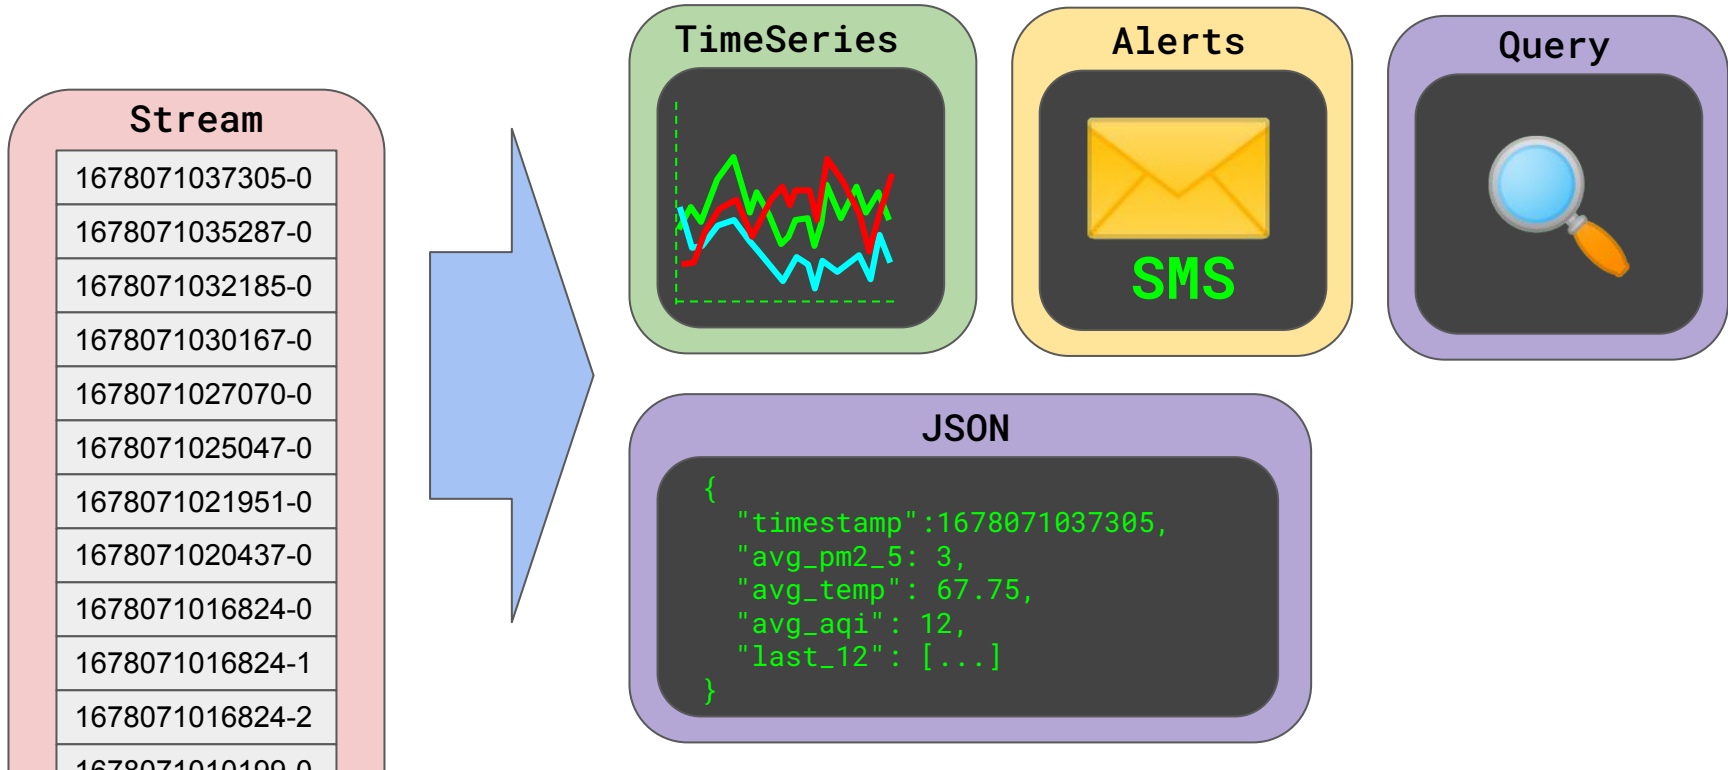 Stream
1678071037305-0
1678071035287-0
1678071032185-0
1678071030167-0
1678071027070-0
1678071025047-0
1678071021951-0
1678071020437-0
1678071016824-0
1678071016824-1
1678071016824-2
1678071010199-0
TimeSeries
Alerts
SMS
Query
JSON
{
"timestamp":1678071037305,
"avg_pm2_5: 3,
"avg_temp": 67.75,
"avg_aqi": 12,
"last_12": [...]
}